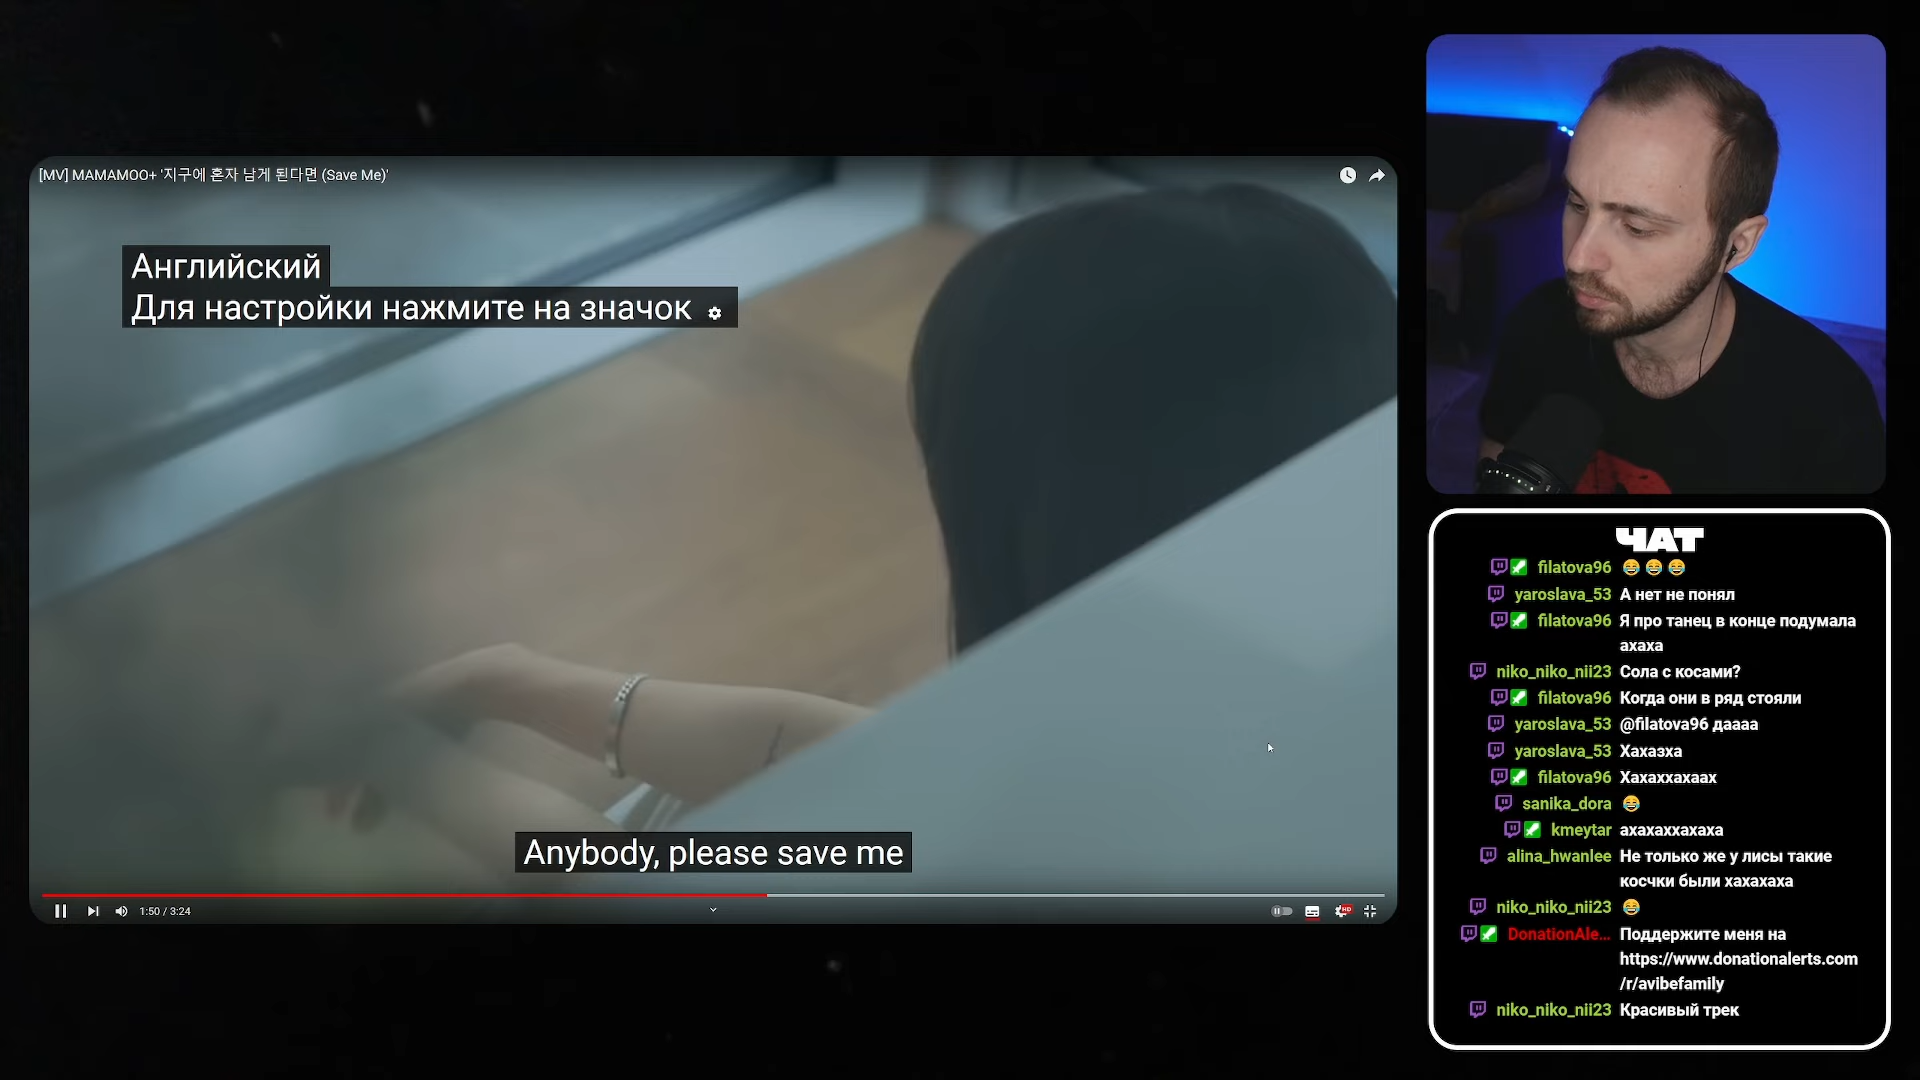 [MV] MAMAMOO+ '지구에 혼자 남게 된다면 (Save Me)'
Английский
Для настройки нажмите на значок
Anybody, please save me
1:50 / 3:24
HD
ЧАТ
filatova96 😂 😂 😂
yaroslava_53 А нет не понял
filatova96 Я про танец в конце подумала
ахаха
niko_niko_nii23 Сола с косами?
filatova96 Когда они в ряд стояли
yaroslava_53 @filatova96 даааа
yaroslava_53 Хахазха
filatova96 Хахаххахаах
sanika_dora 😂
kmeytar ахахаххахаха
alina_hwanlee Не только же у лисы такие
косчки были хахахаха
niko_niko_nii23 😂
DonationAle... Поддержите меня на
https://www.donationalerts.com
/r/avibefamily
niko_niko_nii23 Красивый трек